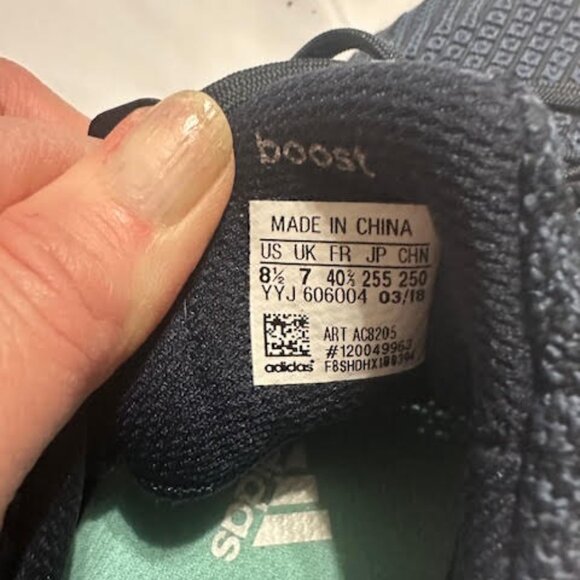 boost
MADE IN CHINA
US UK FR JP CHN
8½ 7 40⅔ 255 250
YYJ 606004 03/18
ART AC8205
#120049963
adidas
adidas